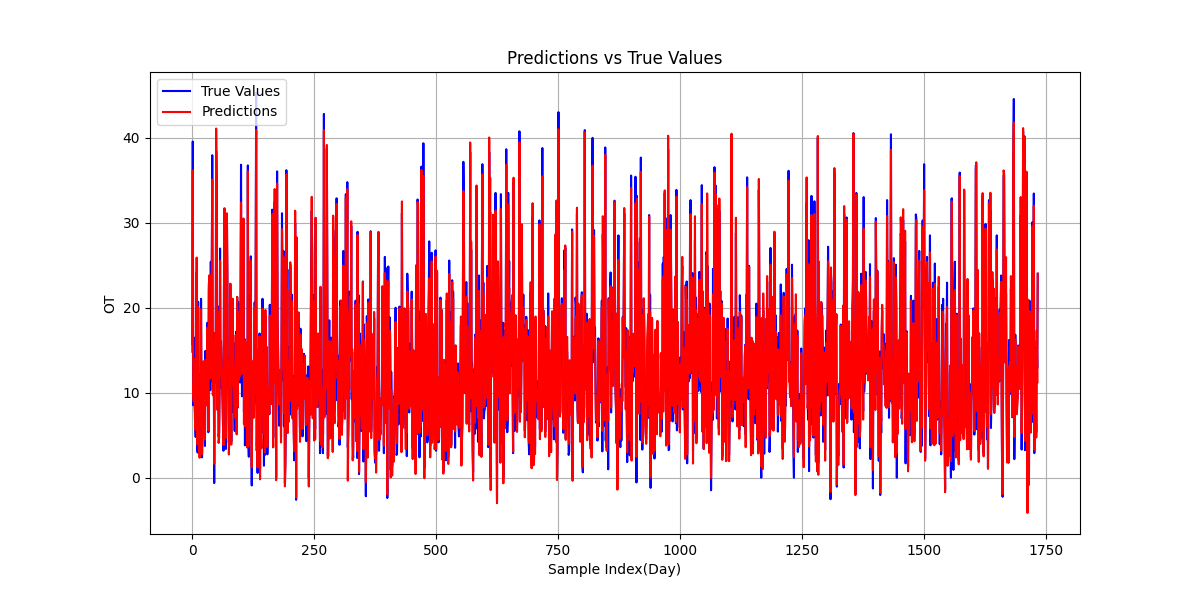 Predictions vs True Values
True Values
Predictions
OT
40
30
20
10
0
0 250 500 750 1000 1250 1500 1750
Sample Index(Day)